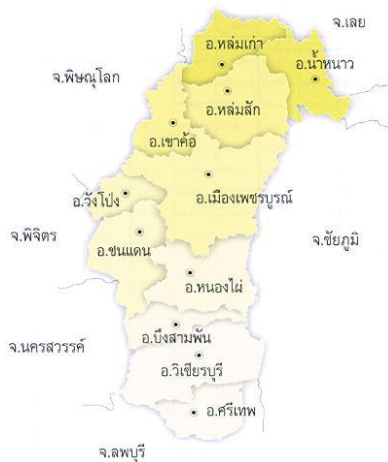 จ.เลย
อ.หล่มเก่า
อ.น้ำหนาว
จ.พิษณุโลก
อ.หล่มสัก
อ.เขาค้อ
อ.วังโป่ง
อ.เมืองเพชรบูรณ์
จ.พิจิตร
อ.ชนแดน
จ.ชัยภูมิ
อ.หนองไผ่
อ.บึงสามพัน
จ.นครสวรรค์
อ.วิเชียรบุรี
อ.ศรีเทพ
จ.ลพบุรี